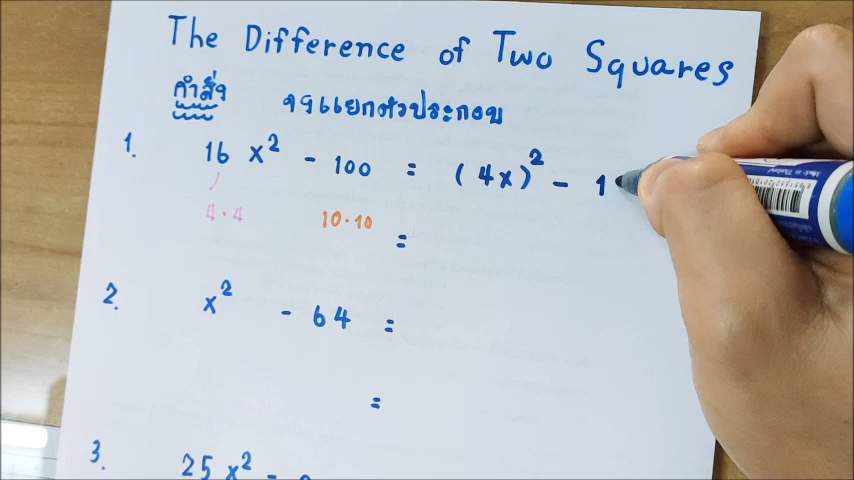 The Difference of Two Squares
คำสั่ง จงแยกตัวประกอบ
1. 16 x² - 100 = (4x)² - 1
4·4 10·10 =
2. x² - 64 =
=
3. 25 x² -